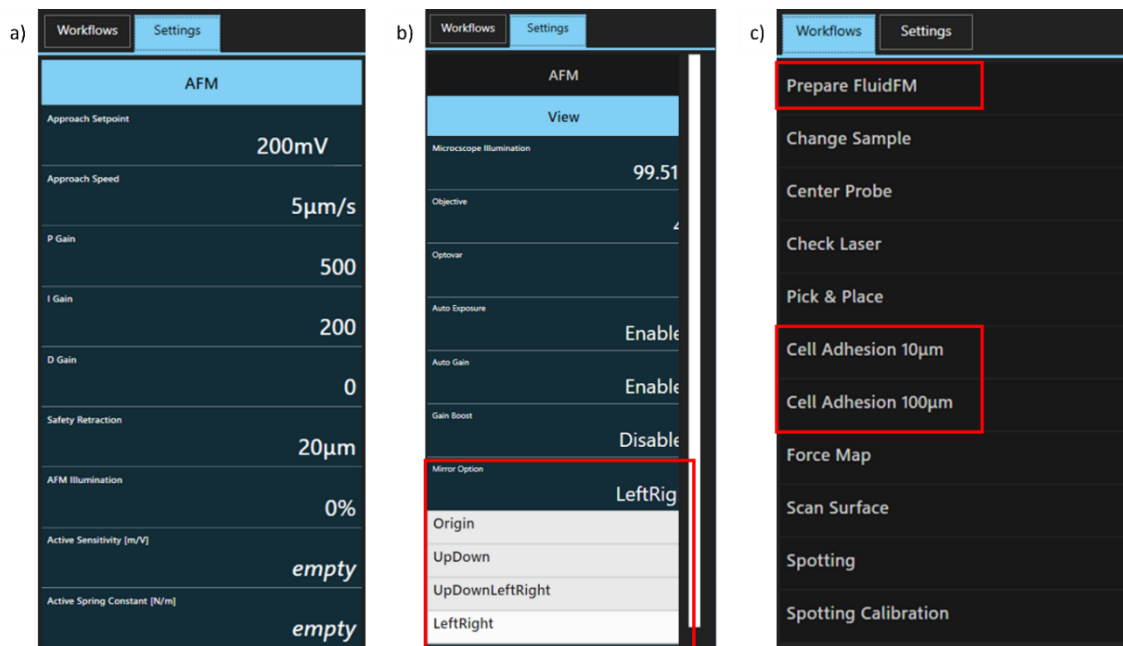 a)
Workflows Settings
AFM
Approach Setpoint
200mV
Approach Speed
5µm/s
P Gain
500
I Gain
200
D Gain
0
Safety Retraction
20µm
AFM Illumination
0%
Active Sensitivity [m/V]
empty
Active Spring Constant [N/m]
empty
b)
Workflows Settings
AFM
View
Microcscope Illumination
99.51
Objective
Optovar
Auto Exposure
Enable
Auto Gain
Enable
Gain Boost
Disable
Mirror Option
LeftRig
Origin
UpDown
UpDownLeftRight
LeftRight
c)
Workflows Settings
Prepare FluidFM
Change Sample
Center Probe
Check Laser
Pick & Place
Cell Adhesion 10µm
Cell Adhesion 100µm
Force Map
Scan Surface
Spotting
Spotting Calibration